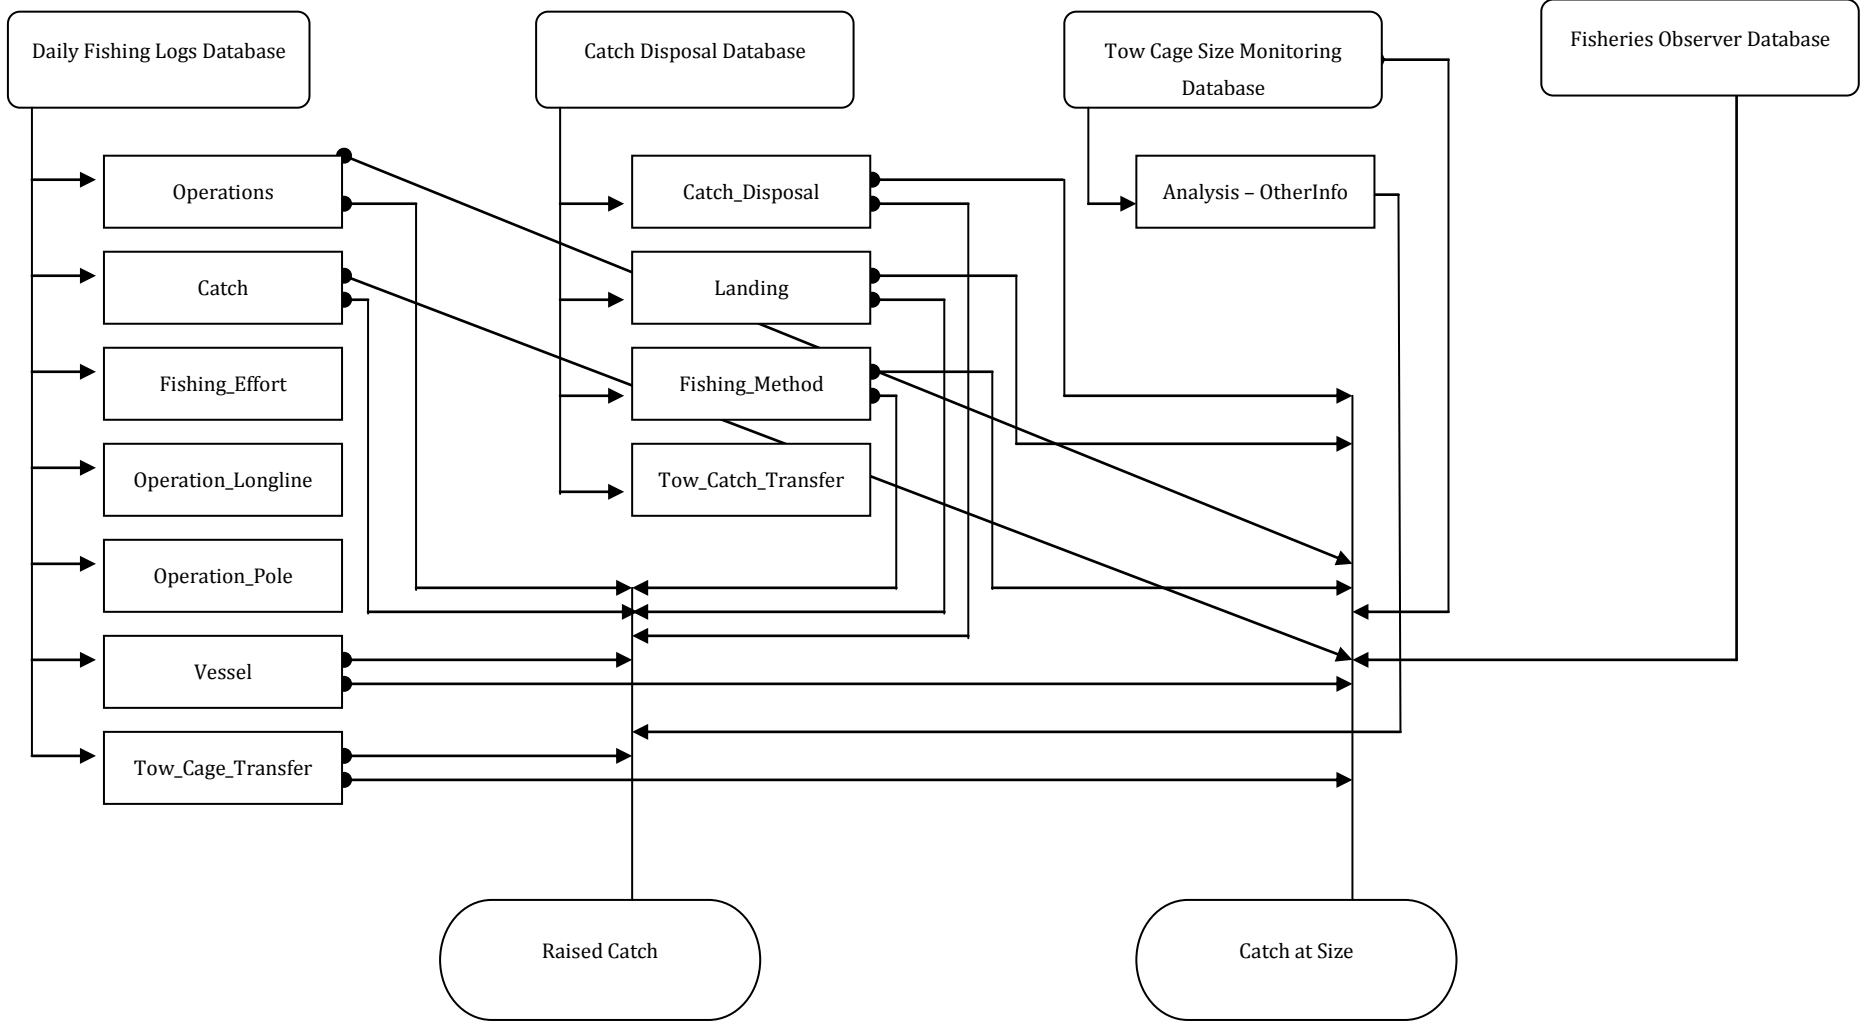 Daily Fishing Logs Database
Catch Disposal Database
Tow Cage Size Monitoring
Database
Fisheries Observer Database
Operations
Catch
Fishing_Effort
Operation_Longline
Operation_Pole
Vessel
Tow_Cage_Transfer
Catch_Disposal
Landing
Fishing_Method
Tow_Catch_Transfer
Analysis – OtherInfo
Raised Catch
Catch at Size